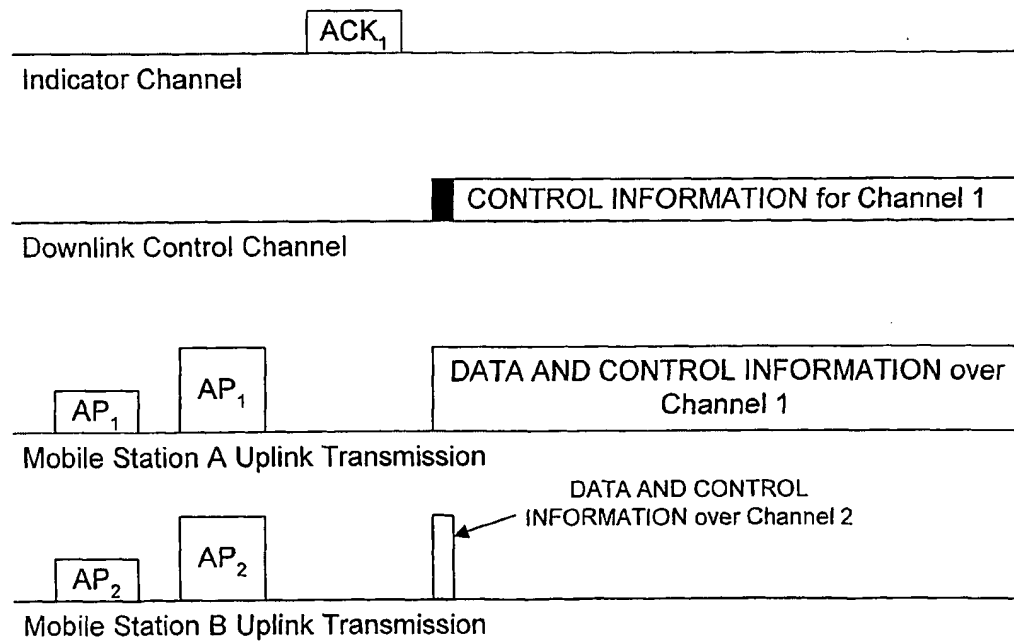 ACK₁
Indicator Channel
CONTROL INFORMATION for Channel 1
Downlink Control Channel
DATA AND CONTROL INFORMATION over
Channel 1
AP₁
AP₁
Mobile Station A Uplink Transmission
DATA AND CONTROL
INFORMATION over Channel 2
AP₂
AP₂
Mobile Station B Uplink Transmission